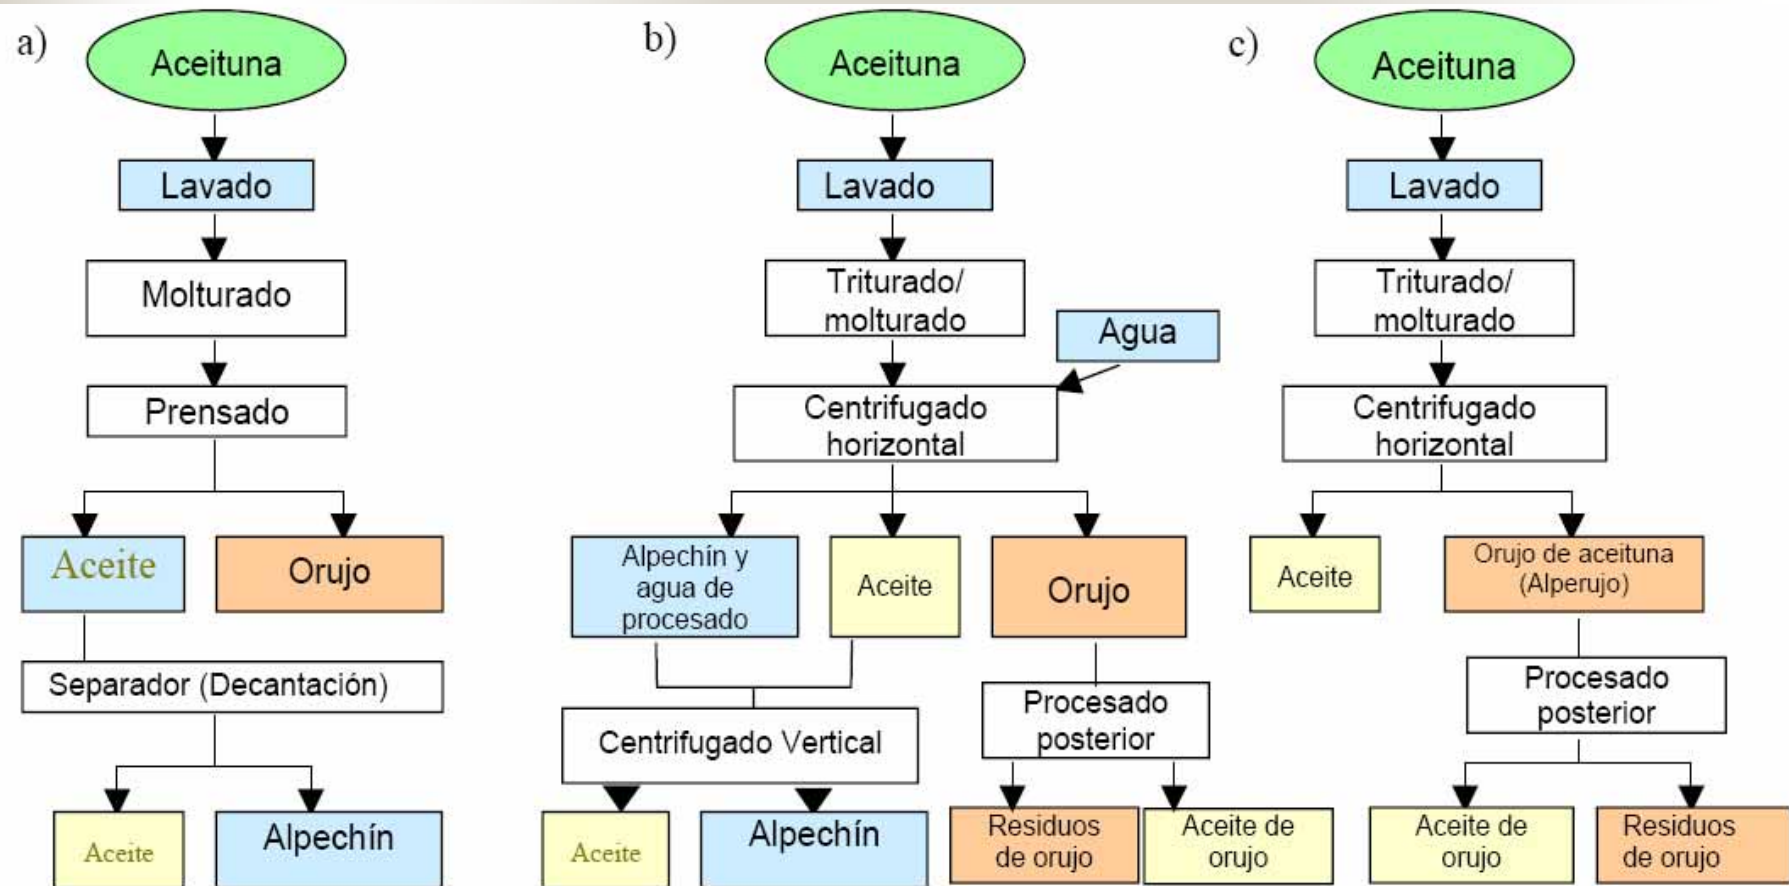 a)
Aceituna
Lavado
Molturado
Prensado
Aceite
Orujo
Separador (Decantación)
Aceite
Alpechín
b)
Aceituna
Lavado
Triturado/
molturado
Agua
Centrifugado
horizontal
Alpechín y
agua de
procesado
Aceite
Orujo
Centrifugado Vertical
Procesado
posterior
Aceite
Alpechín
Residuos
de orujo
Aceite de
orujo
c)
Aceituna
Lavado
Triturado/
molturado
Centrifugado
horizontal
Aceite
Orujo de aceituna
(Alperujo)
Procesado
posterior
Aceite de
orujo
Residuos
de orujo